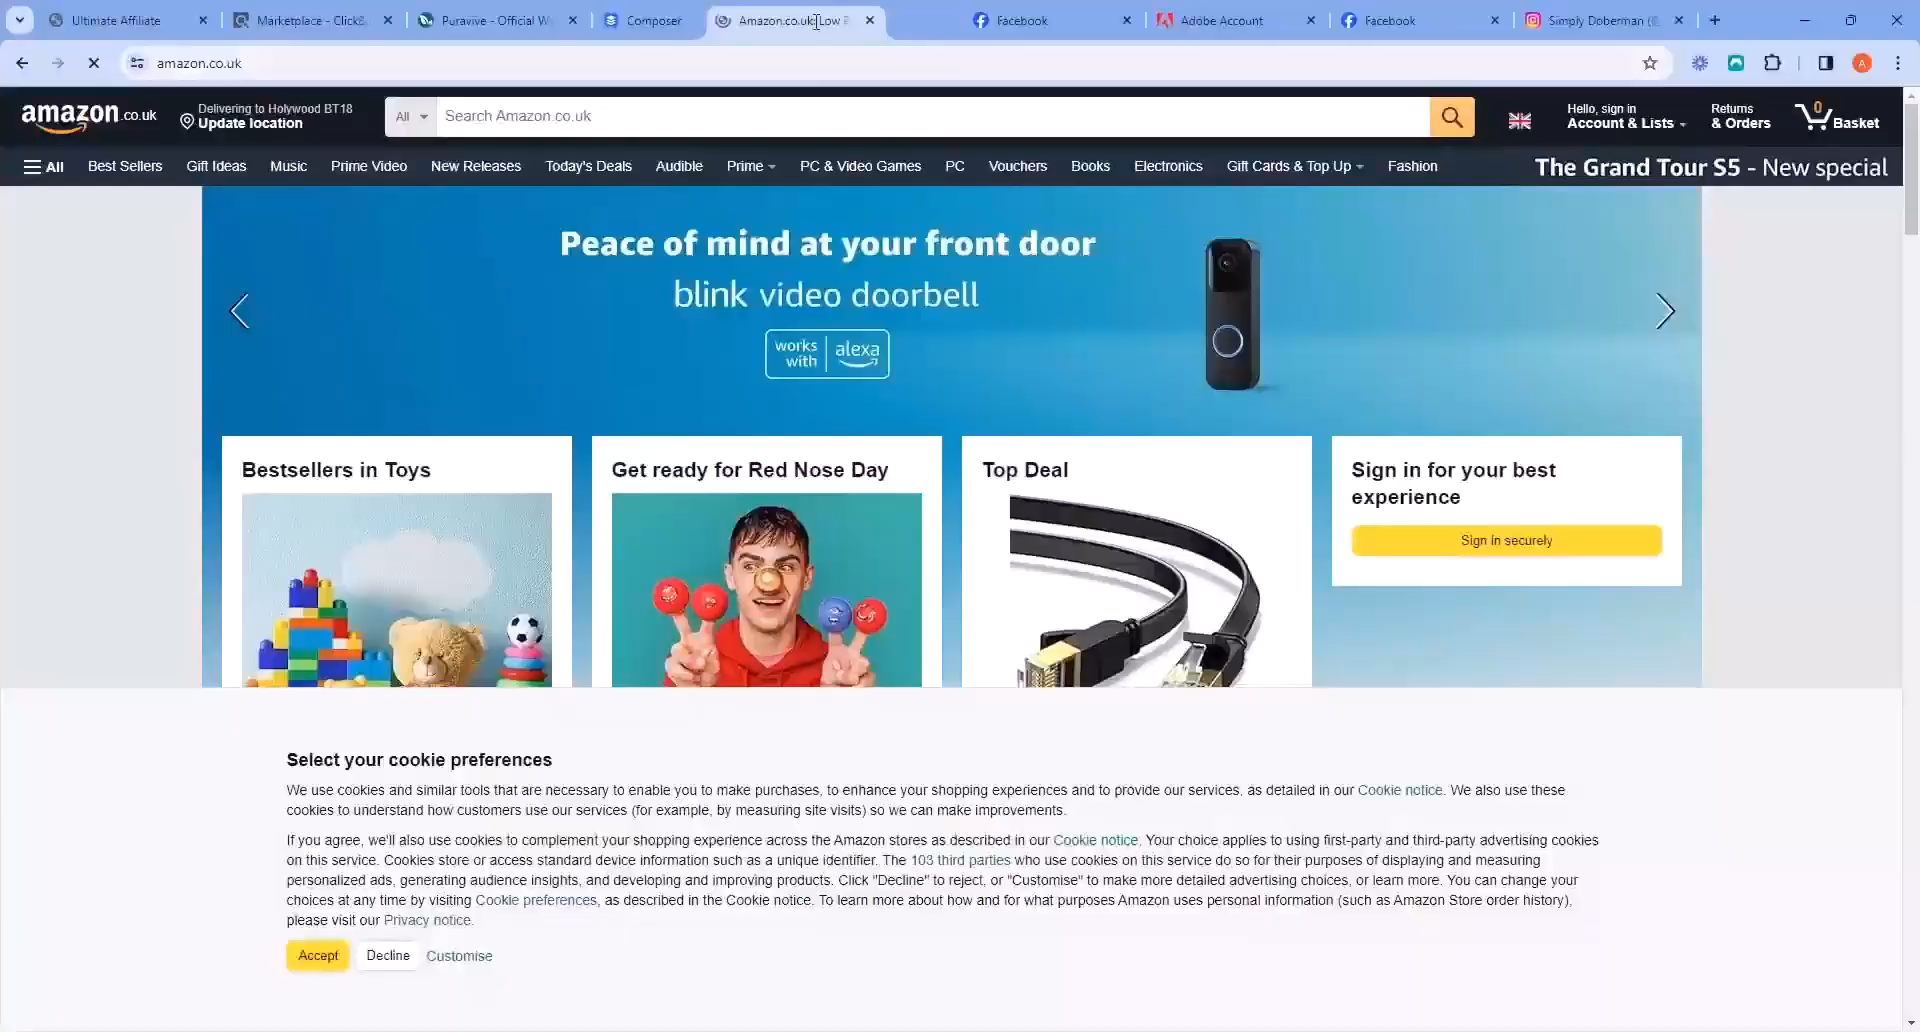 Ultimate Affiliate
Marketplace - ClickB
Puravive - Official W
Composer
Amazon.co.uk: Low
Facebook
Adobe Account
Facebook
Simply Doberman (
amazon.co.uk
A
amazon.co.uk
Delivering to Holywood BT18
Update location
All
Search Amazon.co.uk
Hello, sign in
Account & Lists
Returns
& Orders
0
Basket
All
Best Sellers
Gift Ideas
Music
Prime Video
New Releases
Today's Deals
Audible
Prime
PC & Video Games
PC
Vouchers
Books
Electronics
Gift Cards & Top Up
Fashion
The Grand Tour S5 - New special
Peace of mind at your front door
blink video doorbell
works with
alexa
Bestsellers in Toys
Get ready for Red Nose Day
Top Deal
Sign in for your best
experience
Sign in securely
Select your cookie preferences
We use cookies and similar tools that are necessary to enable you to make purchases, to enhance your shopping experiences and to provide our services, as detailed in our Cookie notice. We also use these
cookies to understand how customers use our services (for example, by measuring site visits) so we can make improvements.
If you agree, we'll also use cookies to complement your shopping experience across the Amazon stores as described in our Cookie notice. Your choice applies to using first-party and third-party advertising cookies
on this service. Cookies store or access standard device information such as a unique identifier. The 103 third parties who use cookies on this service do so for their purposes of displaying and measuring
personalized ads, generating audience insights, and developing and improving products. Click "Decline" to reject, or "Customise" to make more detailed advertising choices, or learn more. You can change your
choices at any time by visiting Cookie preferences, as described in the Cookie notice. To learn more about how and for what purposes Amazon uses personal information (such as Amazon Store order history),
please visit our Privacy notice.
Accept
Decline
Customise